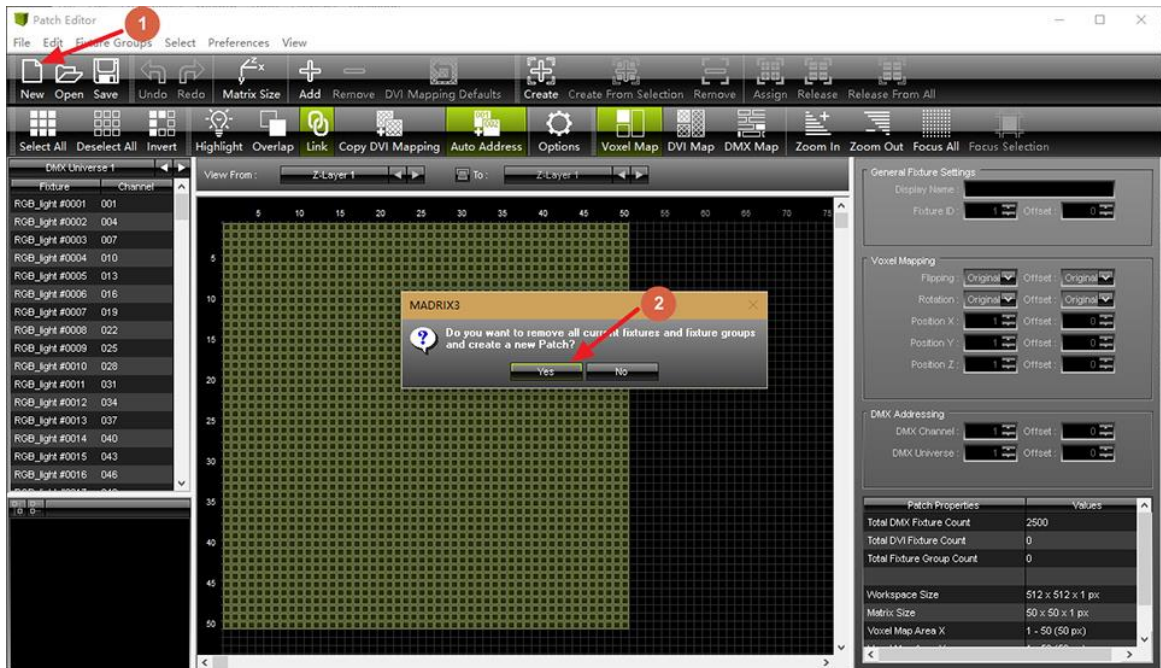 Patch Editor
1
File Edit Fixture Groups Select Preferences View
New Open Save Undo Redo Matrix Size Add Remove DVI Mapping Defaults Create Create From Selection Remove Assign Release Release From All
Select All Deselect All Invert Highlight Overlap Link Copy DVI Mapping Auto Address Options Voxel Map DVI Map DMX Map Zoom In Zoom Out Focus All Focus Selection
DMX Universe 1
Fixture Channel
RGB_light #0001 001
RGB_light #0002 004
RGB_light #0003 007
RGB_light #0004 010
RGB_light #0005 013
RGB_light #0006 016
RGB_light #0007 019
RGB_light #0008 022
RGB_light #0009 025
RGB_light #0010 028
RGB_light #0011 031
RGB_light #0012 034
RGB_light #0013 037
RGB_light #0014 040
RGB_light #0015 043
RGB_light #0016 046
View From : Z-Layer 1 To : Z-Layer 1
5 10 15 20 25 30 35 40 45 50 55 60 65 70 75
5
10
15
20
25
30
35
40
45
50
MADRIX3
2
Do you want to remove all current fixtures and fixture groups
and create a new Patch?
Yes No
General Fixture Settings
Display Name :
Fixture ID : 1 Offset : 0
Voxel Mapping
Flipping : Original Offset : Original
Rotation : Original Offset : Original
Position X : 1 Offset : 0
Position Y : 1 Offset : 0
Position Z : 1 Offset : 0
DMX Addressing
DMX Channel : 1 Offset : 0
DMX Universe : 1 Offset : 0
Patch Properties Values
Total DMX Fixture Count 2500
Total DVI Fixture Count 0
Total Fixture Group Count 0
Workspace Size 512 x 512 x 1 px
Matrix Size 50 x 50 x 1 px
Voxel Map Area X 1 - 50 (50 px)